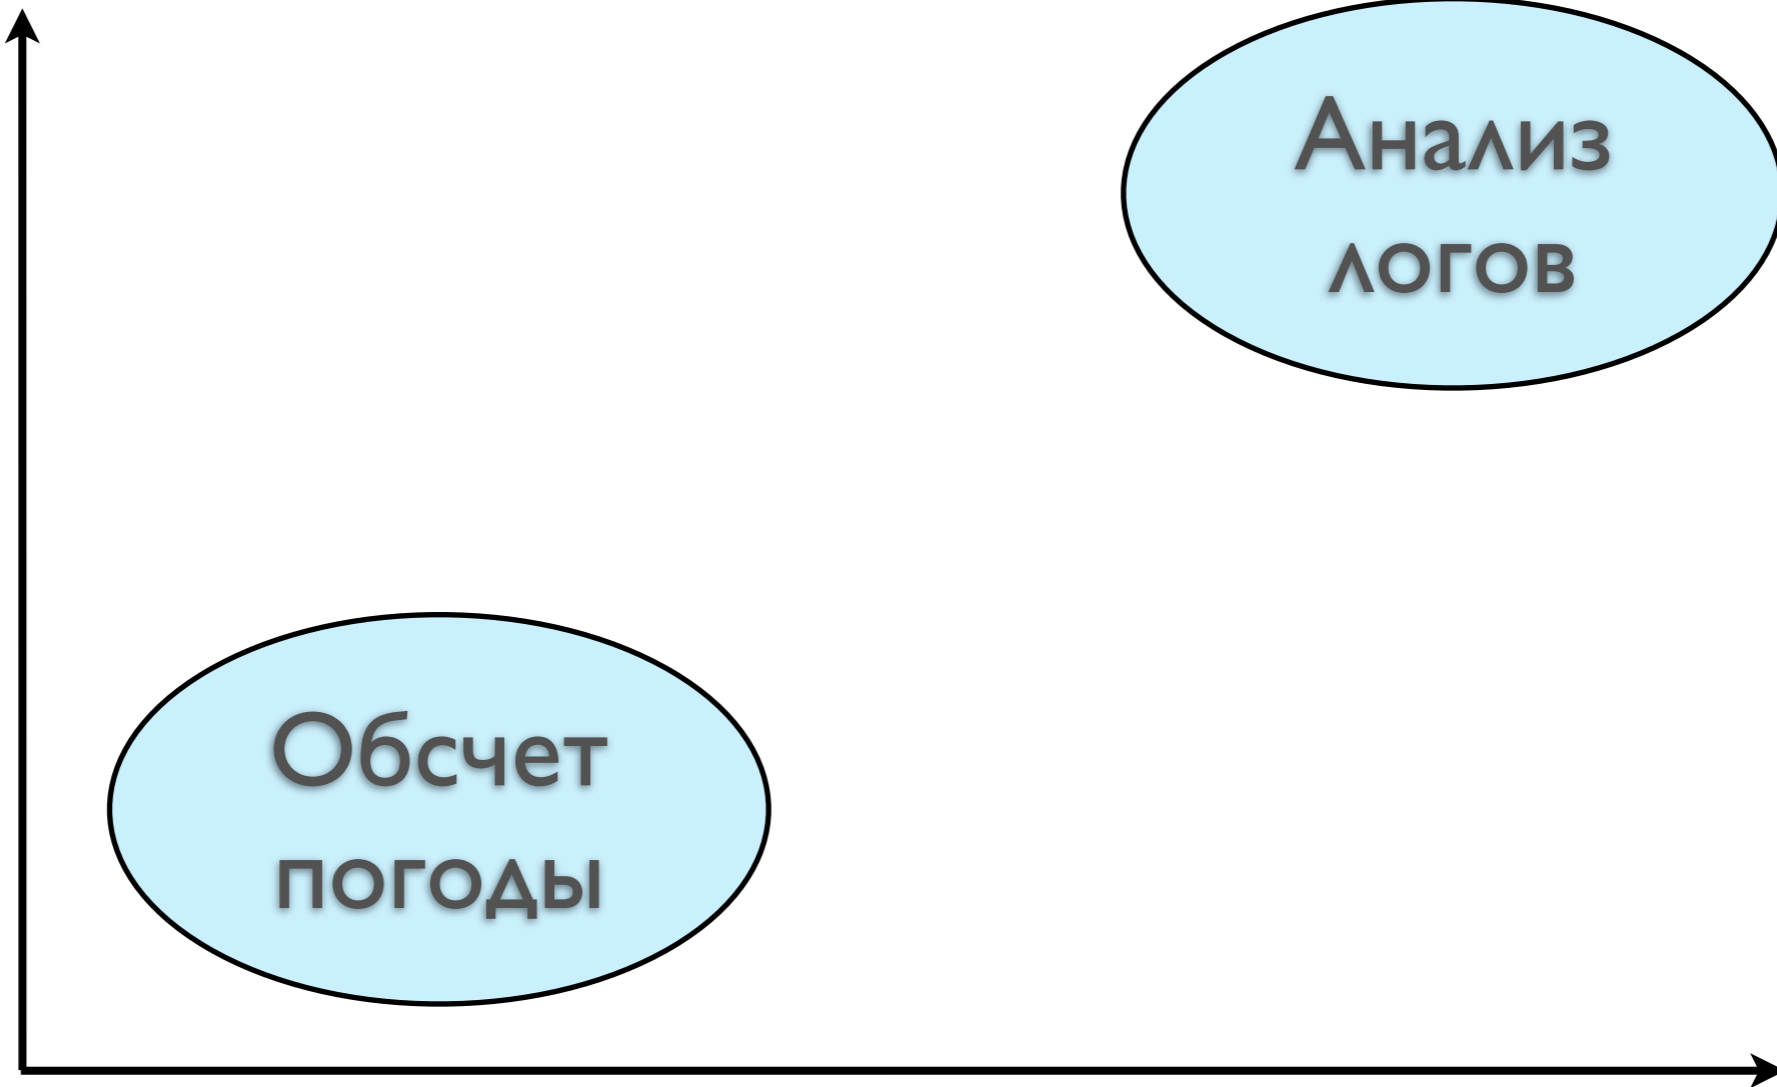 Анализ
логов
Обсчет
погоды